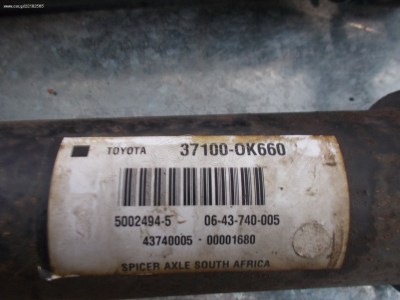 TOYOTA 37100-0K660
5002494-5 06-43-740-005
43740005 - 00001680
SPICER AXLE SOUTH AFRICA